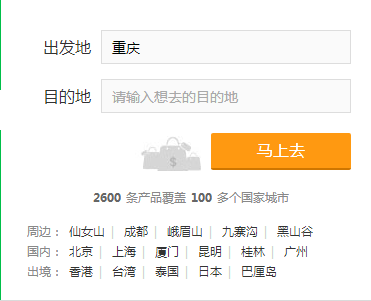 出发地 重庆
目的地 请输入想去的目的地
马上去
2600 条产品覆盖 100 多个国家城市
周边： 仙女山 | 成都 | 峨眉山 | 九寨沟 | 黑山谷
国内： 北京 | 上海 | 厦门 | 昆明 | 桂林 | 广州
出境： 香港 | 台湾 | 泰国 | 日本 | 巴厘岛